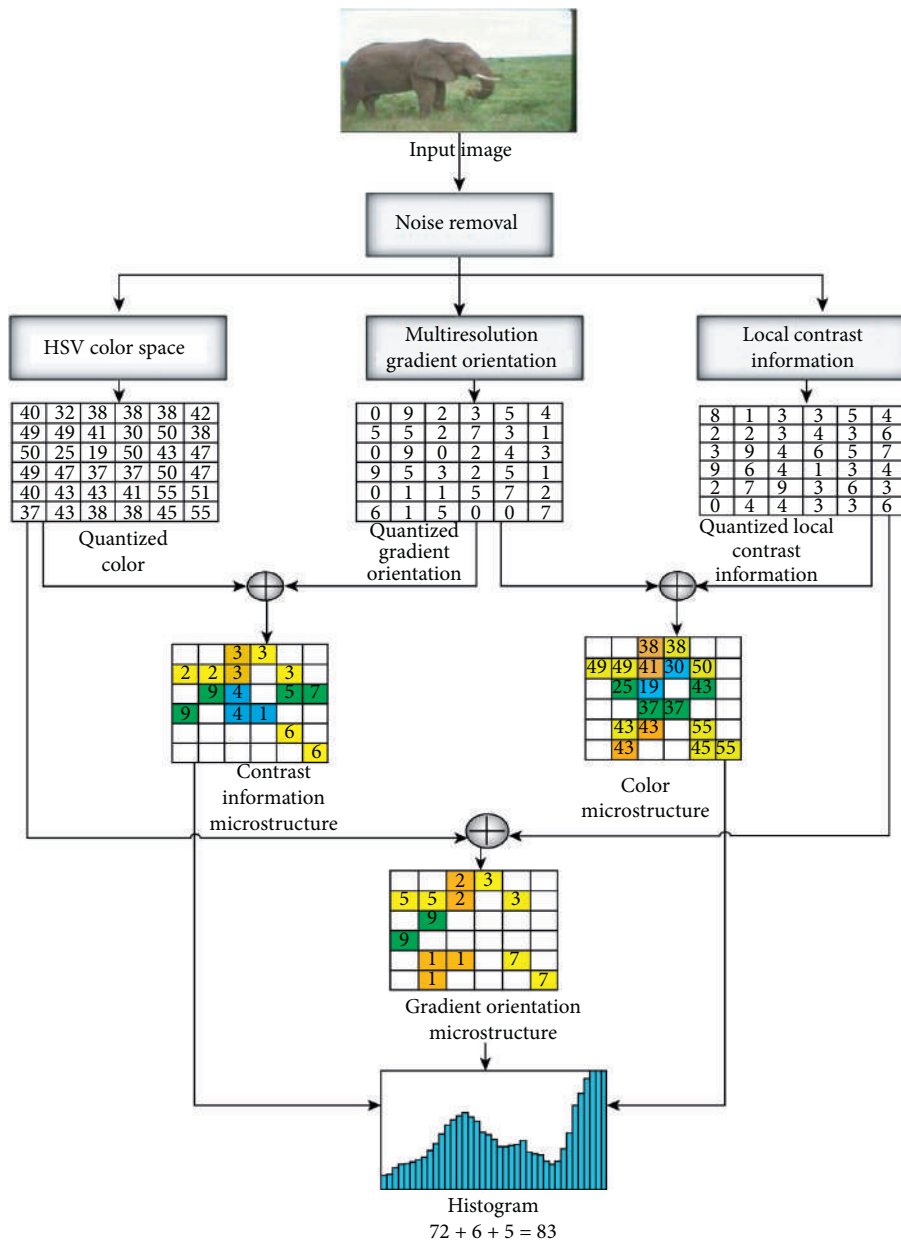 Input image
Noise removal
HSV color space
Multiresolution
gradient orientation
Local contrast
information
40 32 38 38 38 42
49 49 41 30 50 38
50 25 19 50 43 47
49 47 37 37 50 47
40 43 43 41 55 51
37 43 38 38 45 55
Quantized
color
0 9 2 3 5 4
5 5 2 7 3 1
0 9 0 2 4 3
9 5 3 2 5 1
0 1 1 5 7 2
6 1 5 0 0 7
Quantized
gradient
orientation
8 1 3 3 5 4
2 2 3 4 3 6
3 9 4 6 5 7
9 6 4 1 3 4
2 7 9 3 6 3
0 4 4 3 3 6
Quantized local
contrast
information
3 3
2 2 3 3
9 4 5 7
9 4 1
6
6
Contrast
information
microstructure
38 38
49 49 41 30 50
25 19 43
37 37
43 43 55
43 45 55
Color
microstructure
2 3
5 5 2 3
9
9
1 1 7
1 7
Gradient orientation
microstructure
Histogram
72 + 6 + 5 = 83